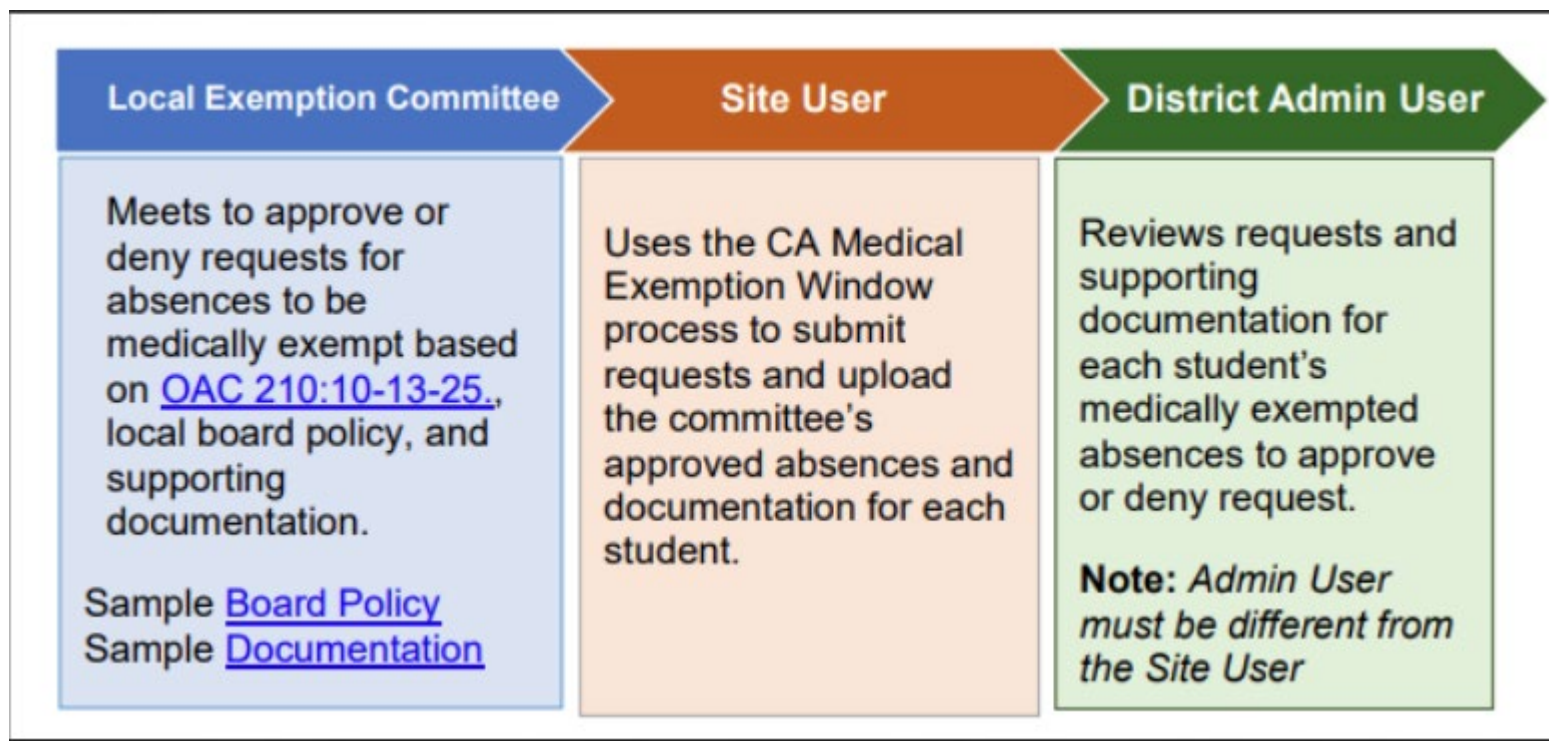 Local Exemption Committee
Site User
District Admin User
Meets to approve or
deny requests for
absences to be
medically exempt based
on OAC 210:10-13-25.,
local board policy, and
supporting
documentation.
Sample Board Policy
Sample Documentation
Uses the CA Medical
Exemption Window
process to submit
requests and upload
the committee’s
approved absences and
documentation for each
student.
Reviews requests and
supporting
documentation for
each student’s
medically exempted
absences to approve
or deny request.
Note: Admin User
must be different from
the Site User